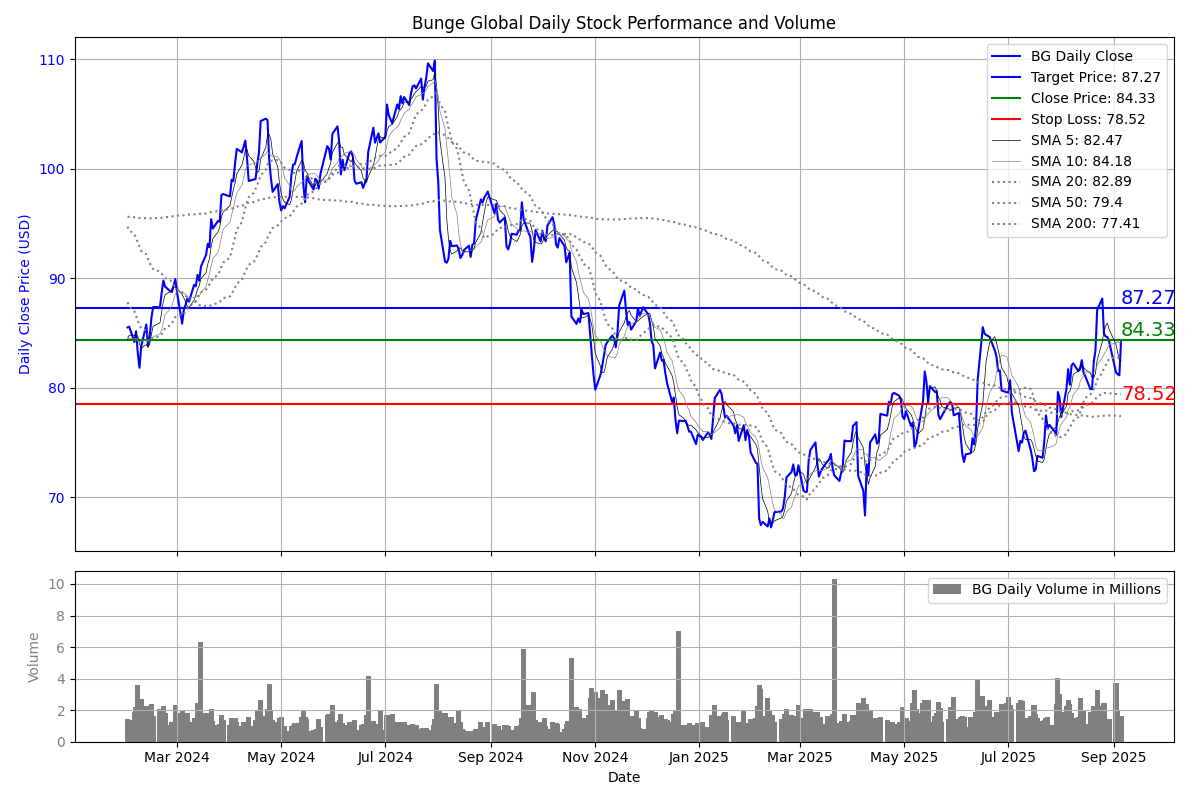 Bunge Global Daily Stock Performance and Volume
110
100
90
80
70
Daily Close Price (USD)
BG Daily Close
Target Price: 87.27
Close Price: 84.33
Stop Loss: 78.52
SMA 5: 82.47
SMA 10: 84.18
SMA 20: 82.89
SMA 50: 79.4
SMA 200: 77.41
87.27
84.33
78.52
10
8
6
4
2
0
Volume
BG Daily Volume in Millions
Mar 2024
May 2024
Jul 2024
Sep 2024
Nov 2024
Jan 2025
Mar 2025
May 2025
Jul 2025
Sep 2025
Date